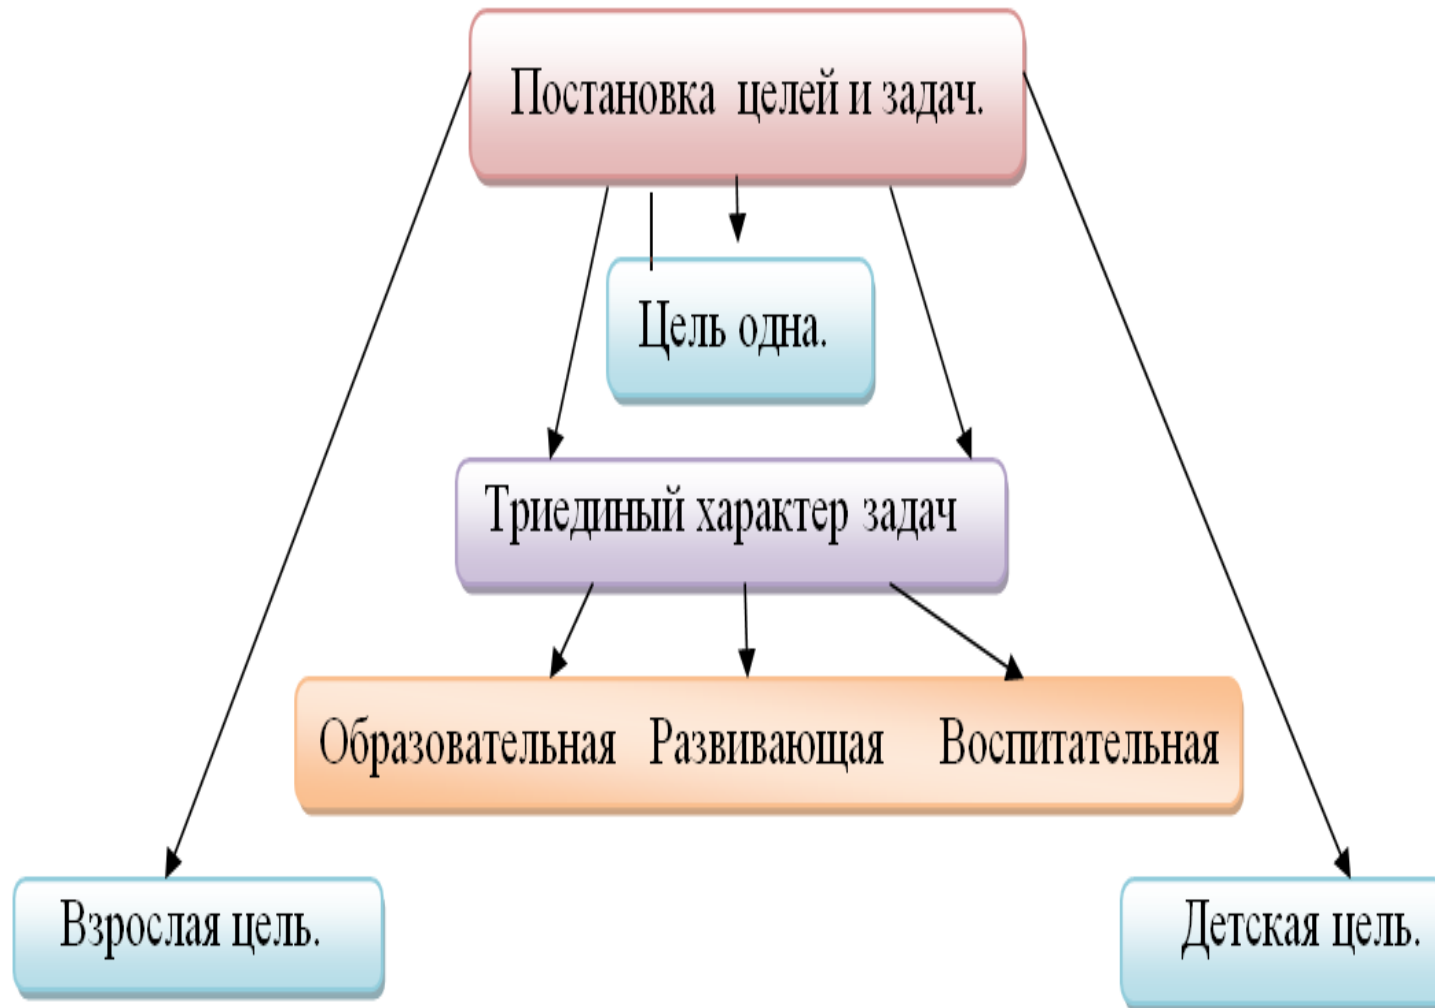 Постановка целей и задач.
Цель одна.
Триединый характер задач
Образовательная Развивающая Воспитательная
Взрослая цель.
Детская цель.